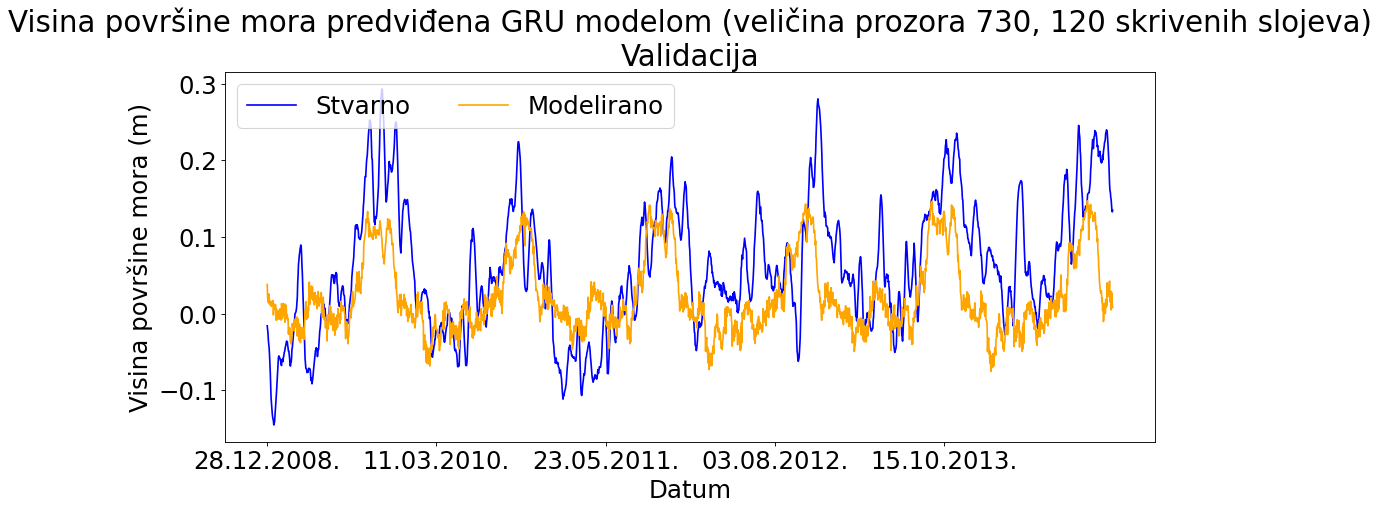 Visina površine mora predviđena GRU modelom (veličina prozora 730, 120 skrivenih slojeva)
Validacija
Stvarno
Modelirano
Visina površine mora (m)
0.3
0.2
0.1
0.0
−0.1
28.12.2008.
11.03.2010.
23.05.2011.
03.08.2012.
15.10.2013.
Datum